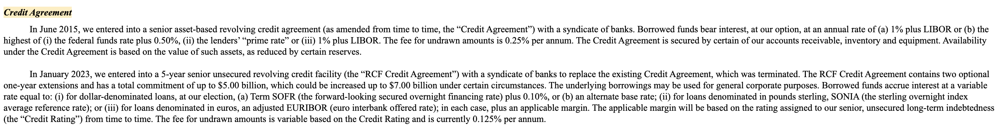 Credit Agreement
In June 2015, we entered into a senior asset-based revolving credit agreement (as amended from time to time, the “Credit Agreement”) with a syndicate of banks. Borrowed funds bear interest, at our option, at an annual rate of (a) 1% plus LIBOR or (b) the
highest of (i) the federal funds rate plus 0.50%, (ii) the lenders’ “prime rate” or (iii) 1% plus LIBOR. The fee for undrawn amounts is 0.25% per annum. The Credit Agreement is secured by certain of our accounts receivable, inventory and equipment. Availability
under the Credit Agreement is based on the value of such assets, as reduced by certain reserves.
In January 2023, we entered into a 5-year senior unsecured revolving credit facility (the “RCF Credit Agreement”) with a syndicate of banks to replace the existing Credit Agreement, which was terminated. The RCF Credit Agreement contains two optional
one-year extensions and has a total commitment of up to $5.00 billion, which could be increased up to $7.00 billion under certain circumstances. The underlying borrowings may be used for general corporate purposes. Borrowed funds accrue interest at a variable
rate equal to: (i) for dollar-denominated loans, at our election, (a) Term SOFR (the forward-looking secured overnight financing rate) plus 0.10%, or (b) an alternate base rate; (ii) for loans denominated in pounds sterling, SONIA (the sterling overnight index
average reference rate); or (iii) for loans denominated in euros, an adjusted EURIBOR (euro interbank offered rate); in each case, plus an applicable margin. The applicable margin will be based on the rating assigned to our senior, unsecured long-term indebtedness
(the “Credit Rating”) from time to time. The fee for undrawn amounts is variable based on the Credit Rating and is currently 0.125% per annum.